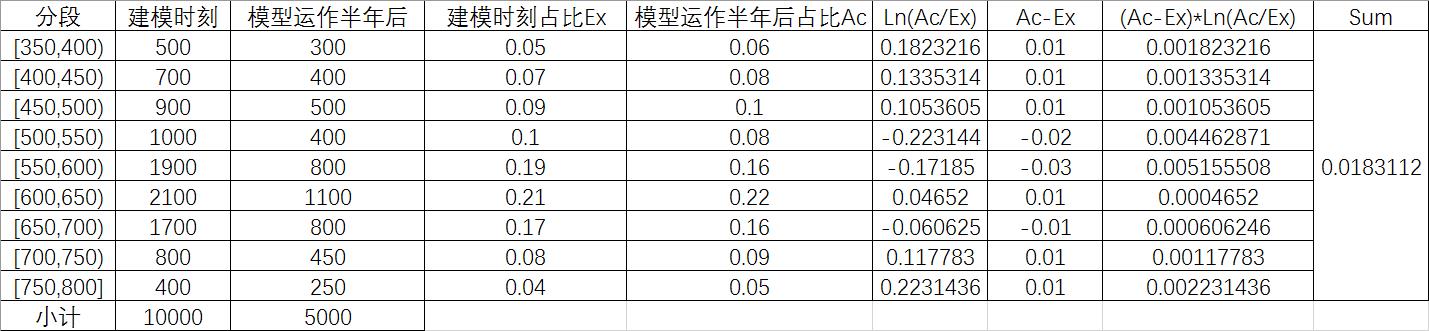 分段 建模时刻 模型运作半年后 建模时刻占比Ex 模型运作半年后占比Ac Ln(Ac/Ex) Ac-Ex (Ac-Ex)*Ln(Ac/Ex) Sum
[350,400) 500 300 0.05 0.06 0.1823216 0.01 0.001823216
[400,450) 700 400 0.07 0.08 0.1335314 0.01 0.001335314
[450,500) 900 500 0.09 0.1 0.1053605 0.01 0.001053605
[500,550) 1000 400 0.1 0.08 -0.223144 -0.02 0.004462871
[550,600) 1900 800 0.19 0.16 -0.17185 -0.03 0.005155508 0.0183112
[600,650) 2100 1100 0.21 0.22 0.04652 0.01 0.0004652
[650,700) 1700 800 0.17 0.16 -0.060625 -0.01 0.000606246
[700,750) 800 450 0.08 0.09 0.117783 0.01 0.00117783
[750,800] 400 250 0.04 0.05 0.2231436 0.01 0.002231436
小计 10000 5000